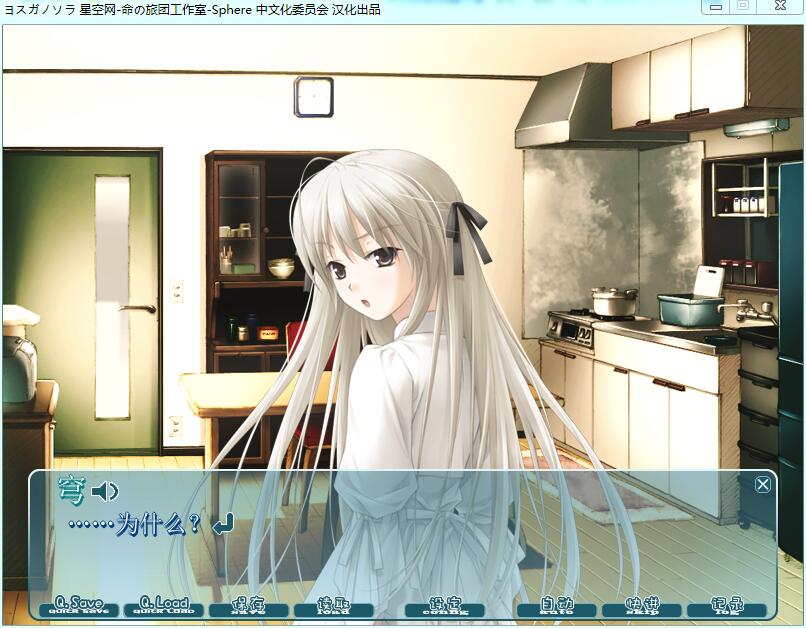 ヨスガノソラ 星空网-命の旅团工作室-Sphere 中文化委员会 汉化出品
穹
……为什么？
Q.Save Q.Load 保存 读取 设定 自动 快进 记录
QUICK SAVE QUICK LOAD SAVE LOAD CONFIG AUTO SKIP LOG